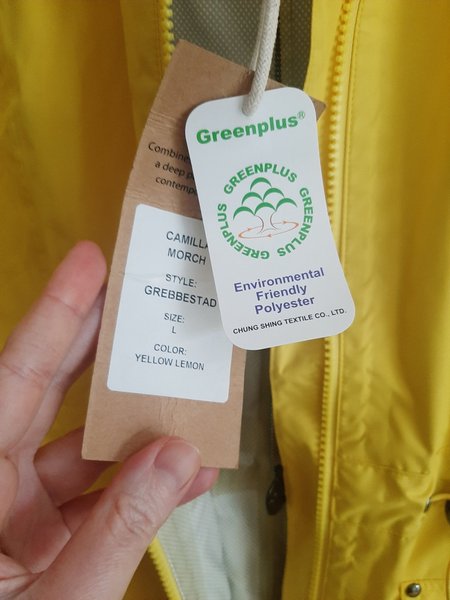 Combine
a deep p
contemp
CAMILLA
MORCH
STYLE:
GREBBESTAD
SIZE:
L
COLOR:
YELLOW LEMON
Greenplus®
GREENPLUS GREENPLUS GREENPLUS
Environmental
Friendly
Polyester
CHUNG SHING TEXTILE CO., LTD.